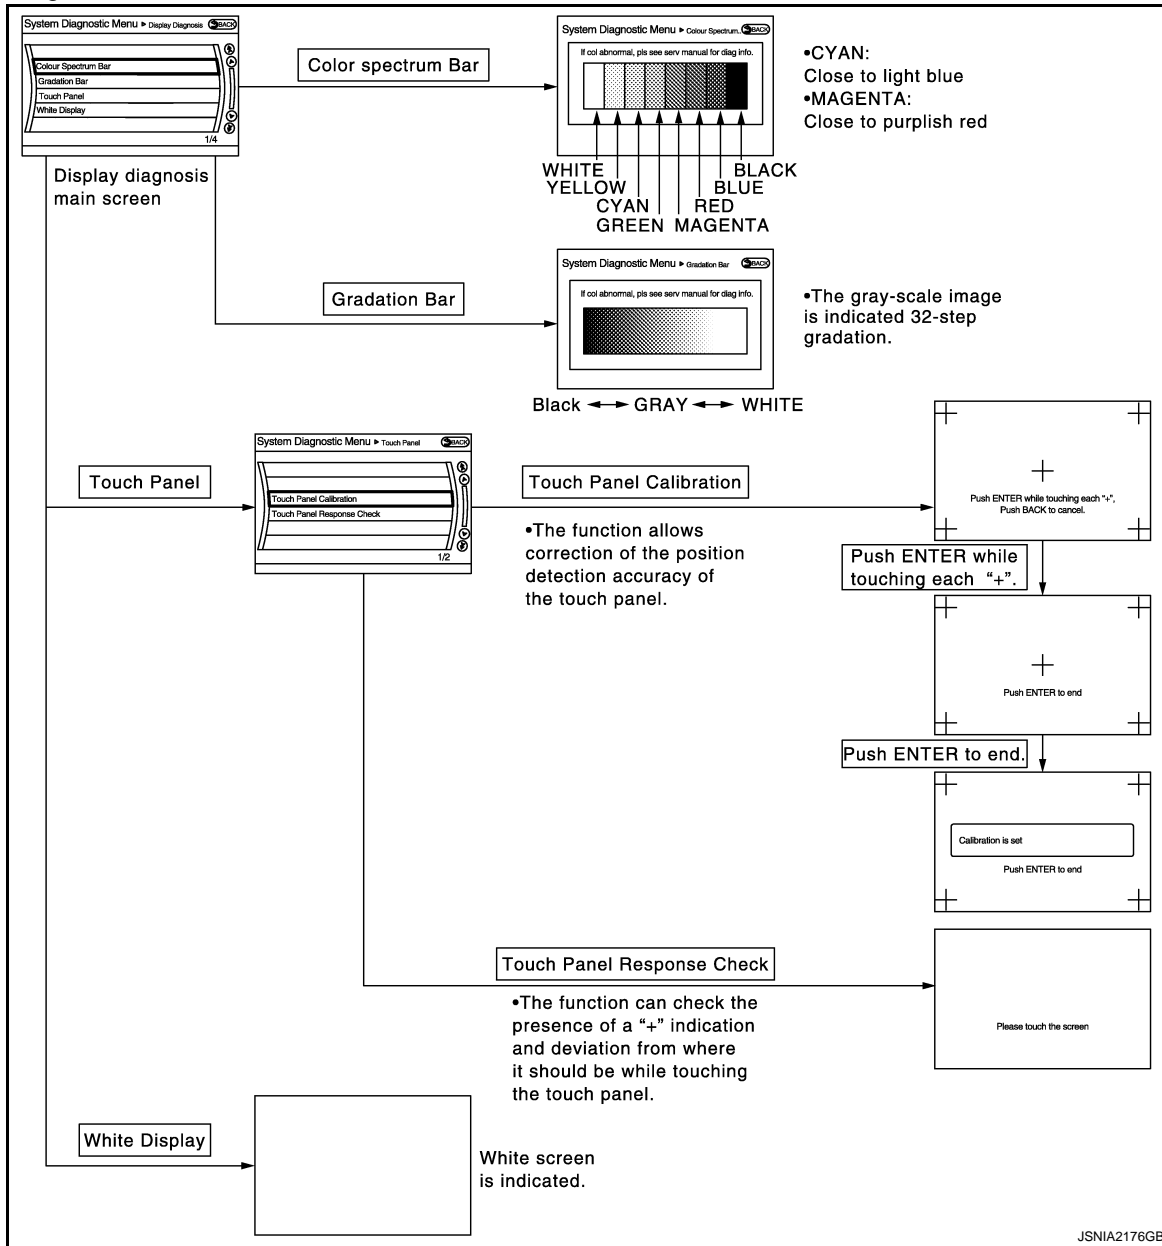 System Diagnostic Menu ▶ Display Diagnosis BACK
Colour Spectrum Bar
Gradation Bar
Touch Panel
White Display
1/4
Display diagnosis
main screen
Color spectrum Bar
System Diagnostic Menu ▶ Colour Spectrum.. BACK
If col abnormal, pls see serv manual for diag info.
WHITE BLACK
YELLOW BLUE
CYAN RED
GREEN MAGENTA
•CYAN:
Close to light blue
•MAGENTA:
Close to purplish red
Gradation Bar
System Diagnostic Menu ▶ Gradation Bar BACK
If col abnormal, pls see serv manual for diag info.
Black ↔ GRAY ↔ WHITE
•The gray-scale image
is indicated 32-step
gradation.
Touch Panel
System Diagnostic Menu ▶ Touch Panel BACK
Touch Panel Calibration
Touch Panel Response Check
1/2
Touch Panel Calibration
•The function allows
correction of the position
detection accuracy of
the touch panel.
Push ENTER while touching each "+",
Push BACK to cancel.
Push ENTER while
touching each "+".
Push ENTER to end
Push ENTER to end.
Calibration is set
Push ENTER to end
Touch Panel Response Check
•The function can check the
presence of a "+" indication
and deviation from where
it should be while touching
the touch panel.
Please touch the screen
White Display
White screen
is indicated.
JSNIA2176GB